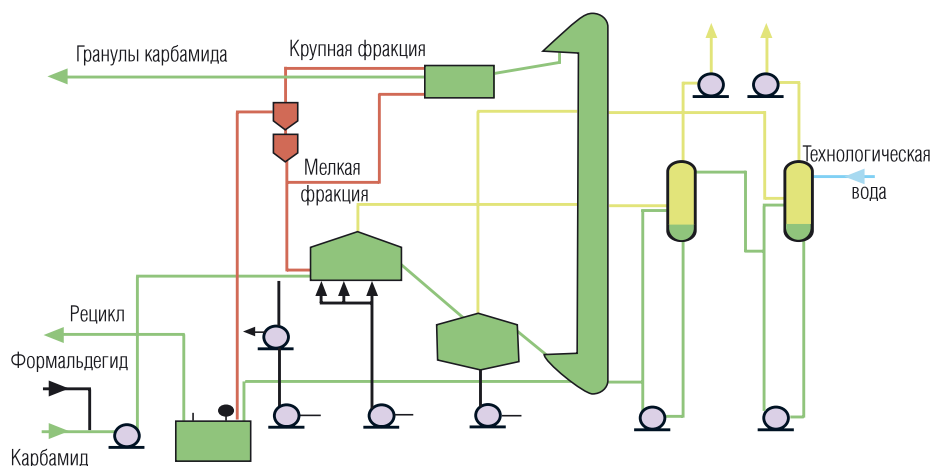 Крупная фракция
Гранулы карбамида
Технологическая
вода
Мелкая
фракция
Рецикл
Формальдегид
Карбамид